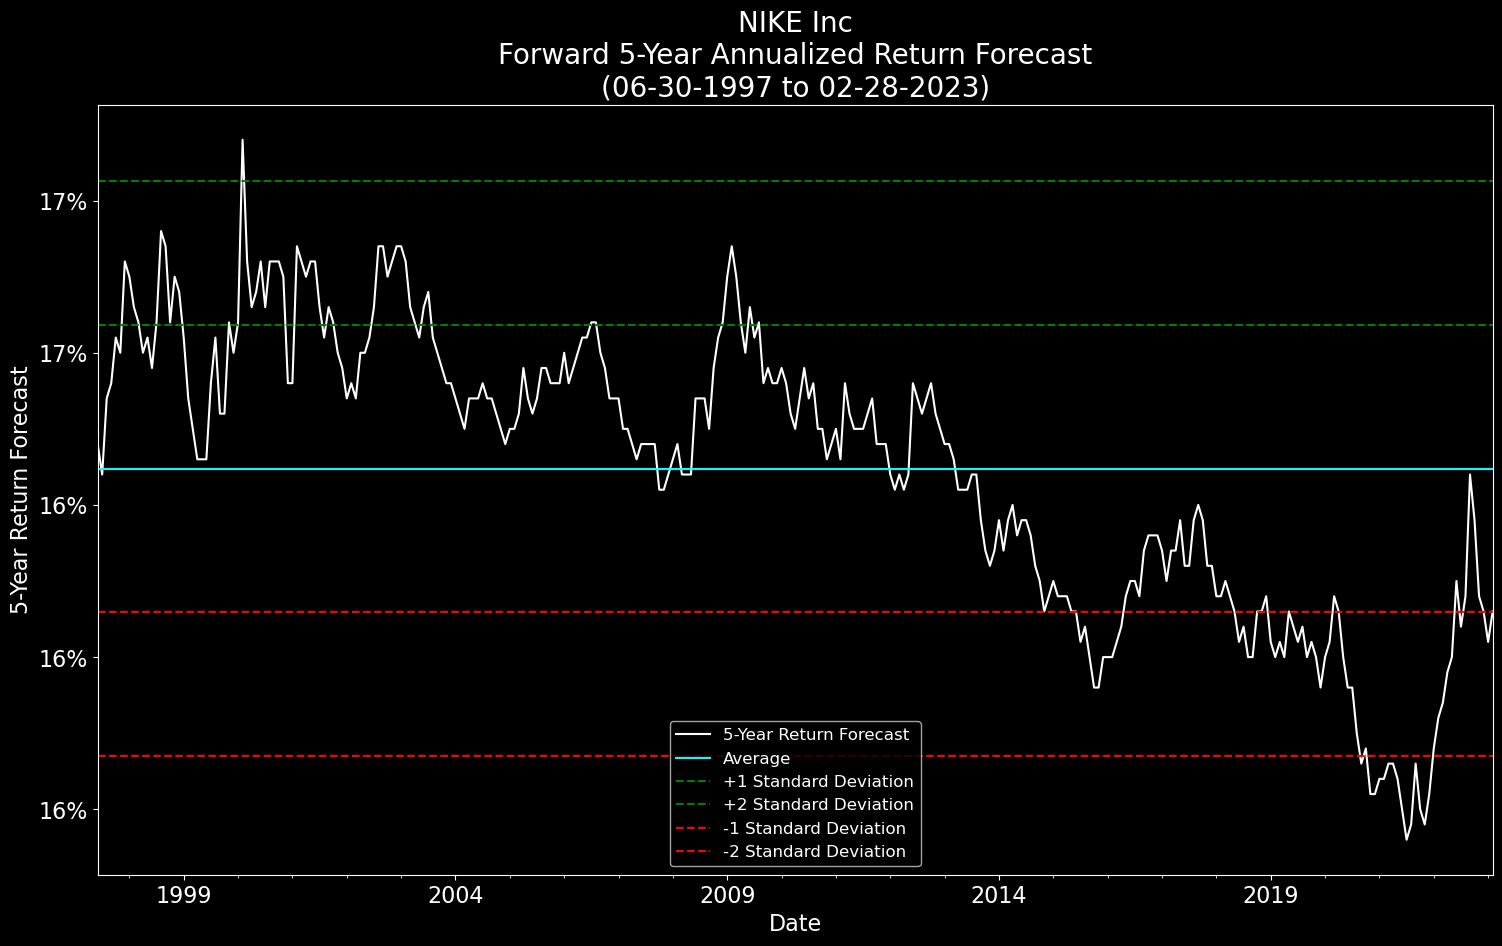 NIKE Inc
Forward 5-Year Annualized Return Forecast
(06-30-1997 to 02-28-2023)
17%
17%
16%
16%
16%
5-Year Return Forecast
5-Year Return Forecast
Average
+1 Standard Deviation
+2 Standard Deviation
-1 Standard Deviation
-2 Standard Deviation
1999
2004
2009
2014
2019
Date